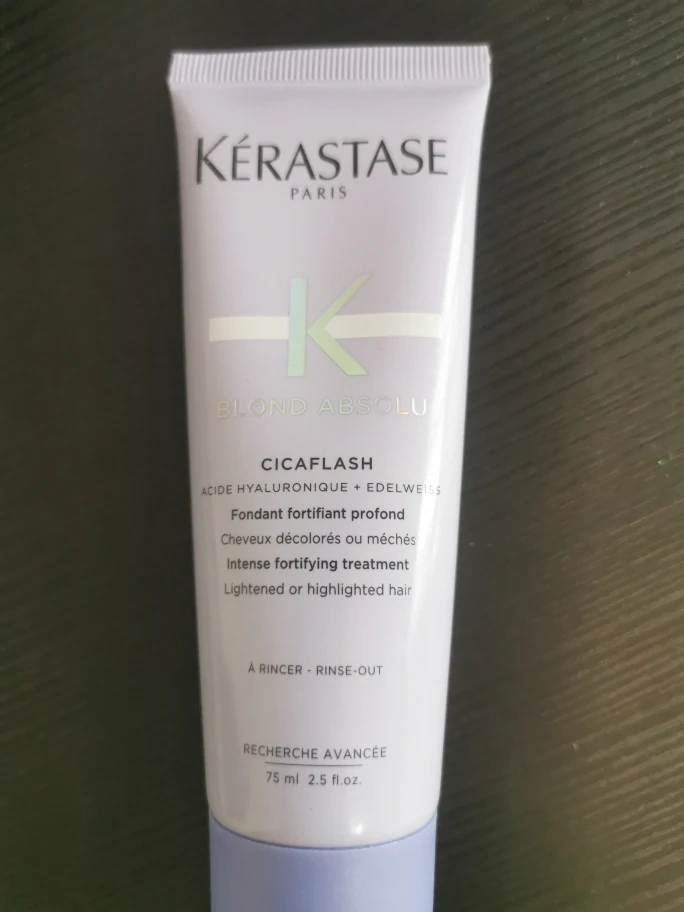 KÉRASTASE
PARIS
K
BLOND ABSOLU
CICAFLASH
ACIDE HYALURONIQUE + EDELWEISS
Fondant fortifiant profond
Cheveux décolorés ou méchés
Intense fortifying treatment
Lightened or highlighted hair
À RINCER - RINSE-OUT
RECHERCHE AVANCÉE
75 ml 2.5 fl.oz.